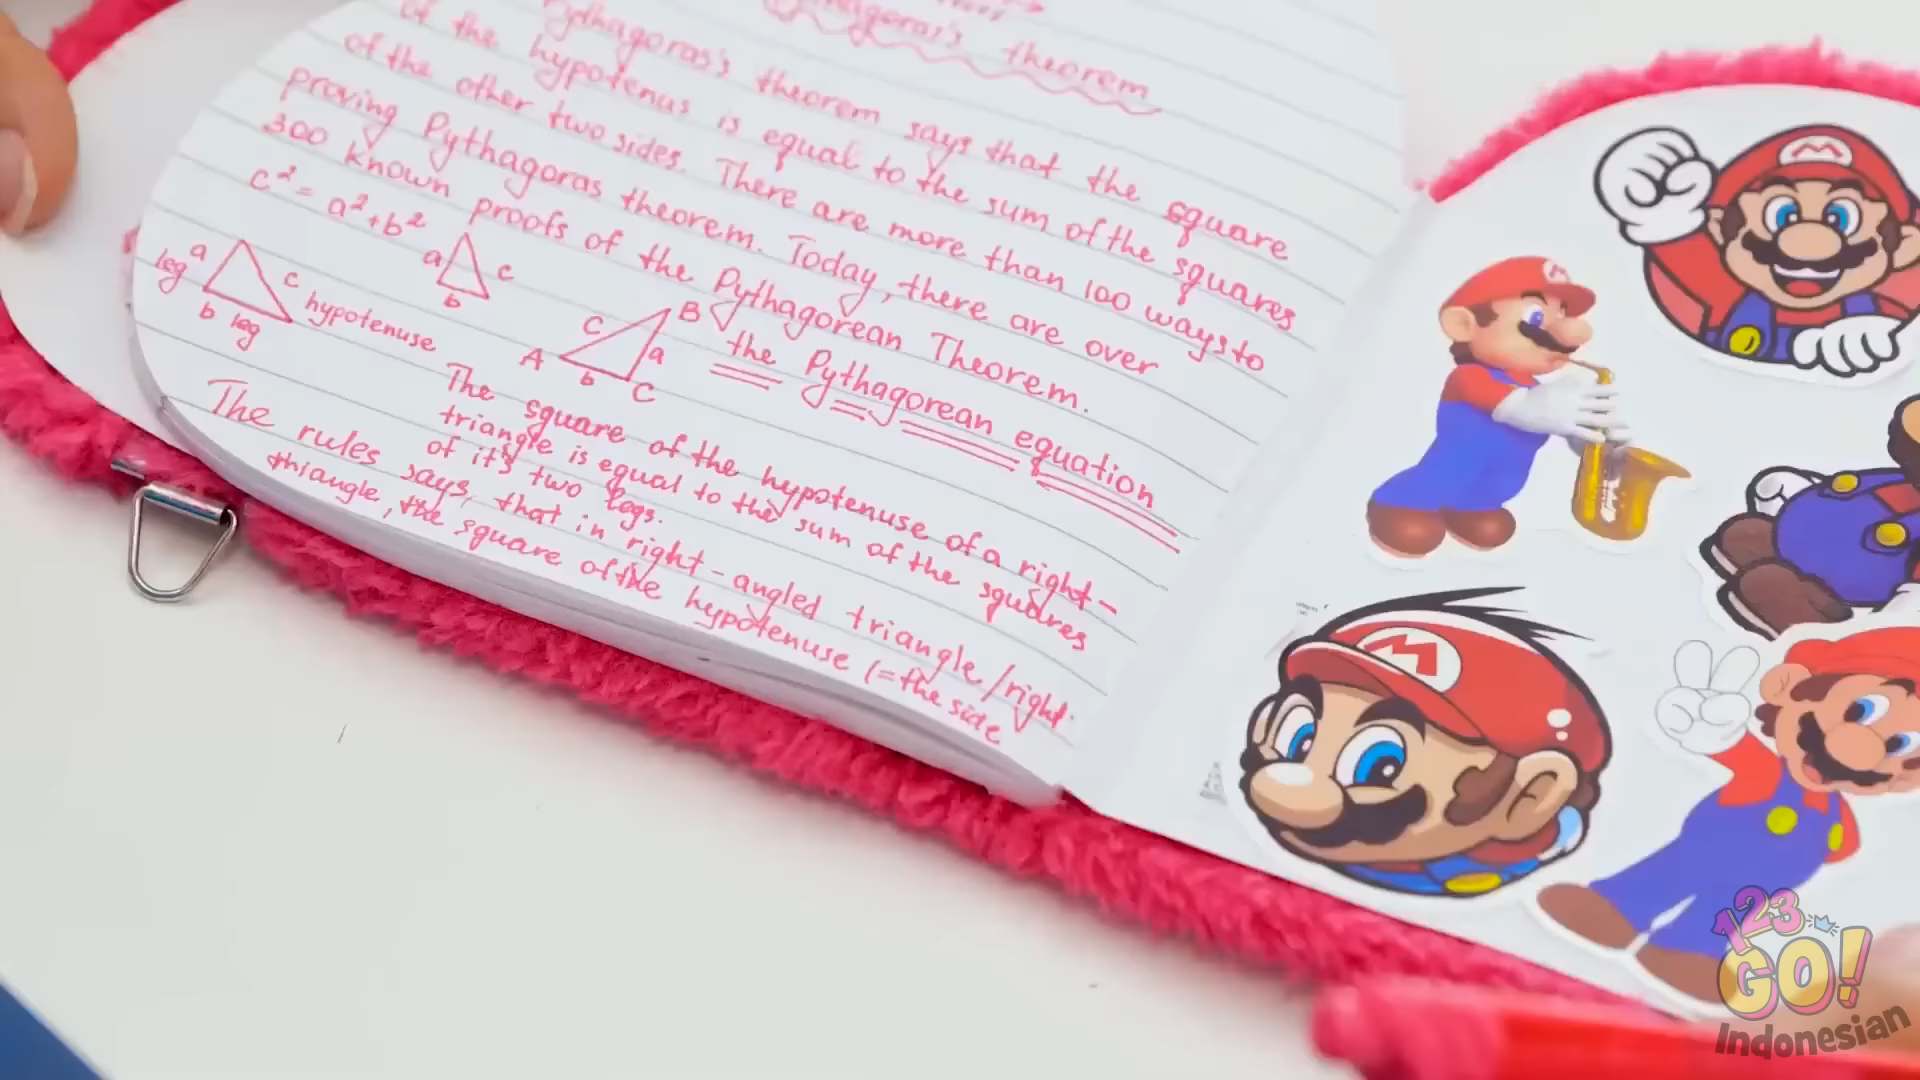 theorem
Pythagoras's theorem says that the square
of the hypotenus is equal to the sum of the squares
of the other two sides. There are more than 100 ways to
proving Pythagoras theorem. Today, there are over
300 known proofs of the Pythagorean Theorem.
c² = a² + b²
the Pythagorean equation
leg a
c hypotenuse
b leg
a
c
b
A
B
C
c
a
b
The square of the hypotenuse of a right-
triangle is equal to the sum of the squares
of it's two legs.
The rules says, that in right-angled triangle/right.
thiangle, the square of the hypotenuse (= the side
M
M
M
123
GO!
Indonesian